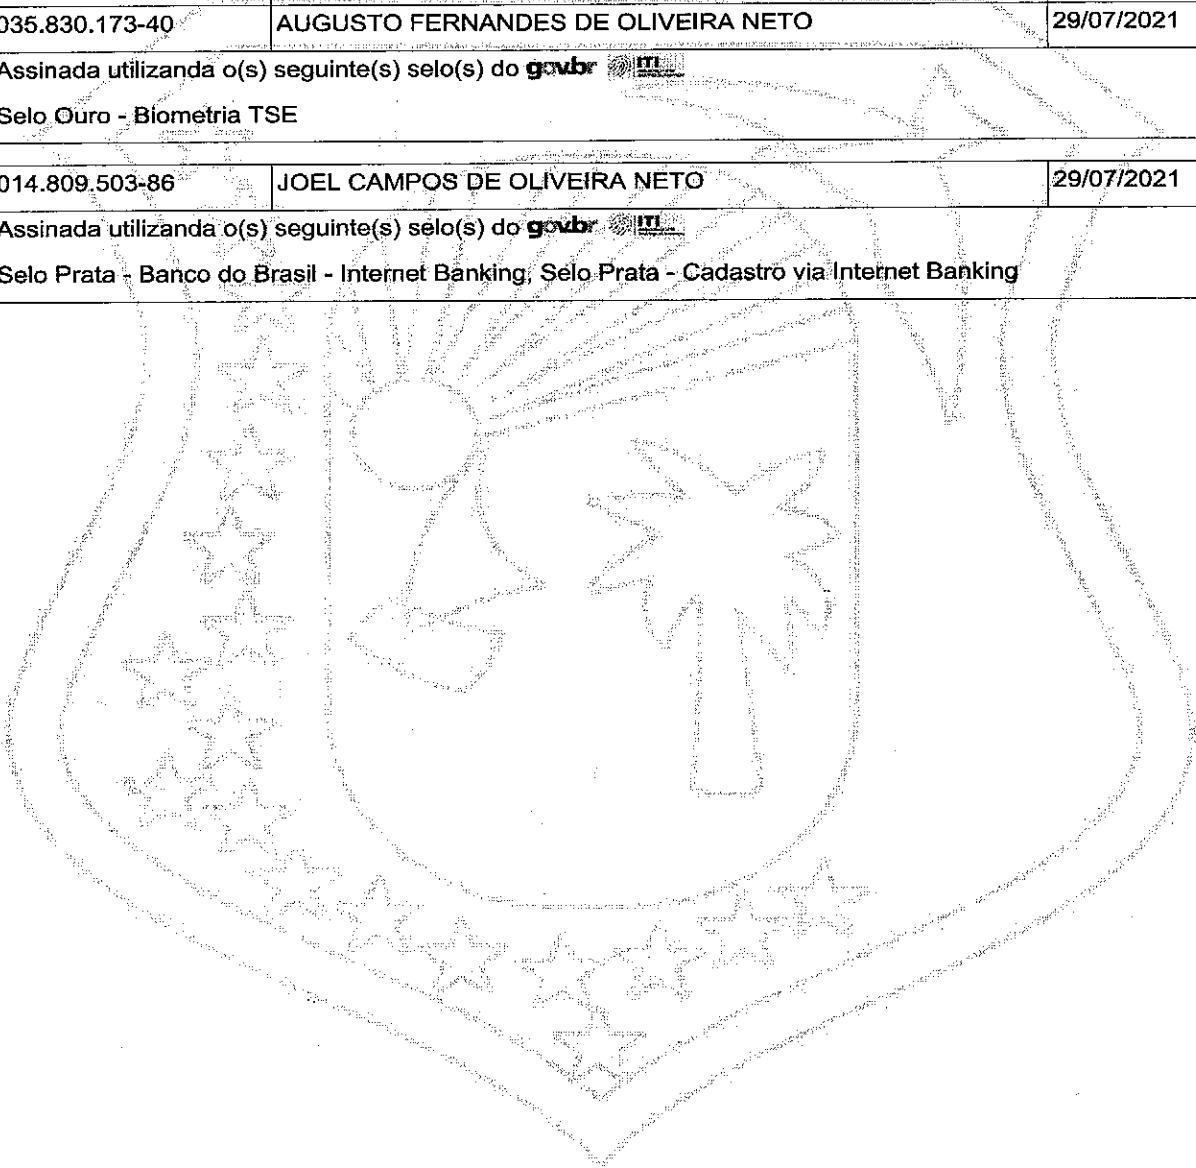 035.830.173-40 AUGUSTO FERNANDES DE OLIVEIRA NETO 29/07/2021
Assinada utilizanda o(s) seguinte(s) selo(s) do gov.br ITI
Selo Ouro - Biometria TSE
014.809.503-86 JOEL CAMPOS DE OLIVEIRA NETO 29/07/2021
Assinada utilizanda o(s) seguinte(s) selo(s) do gov.br ITI
Selo Prata - Banco do Brasil - Internet Banking, Selo Prata - Cadastro via Internet Banking